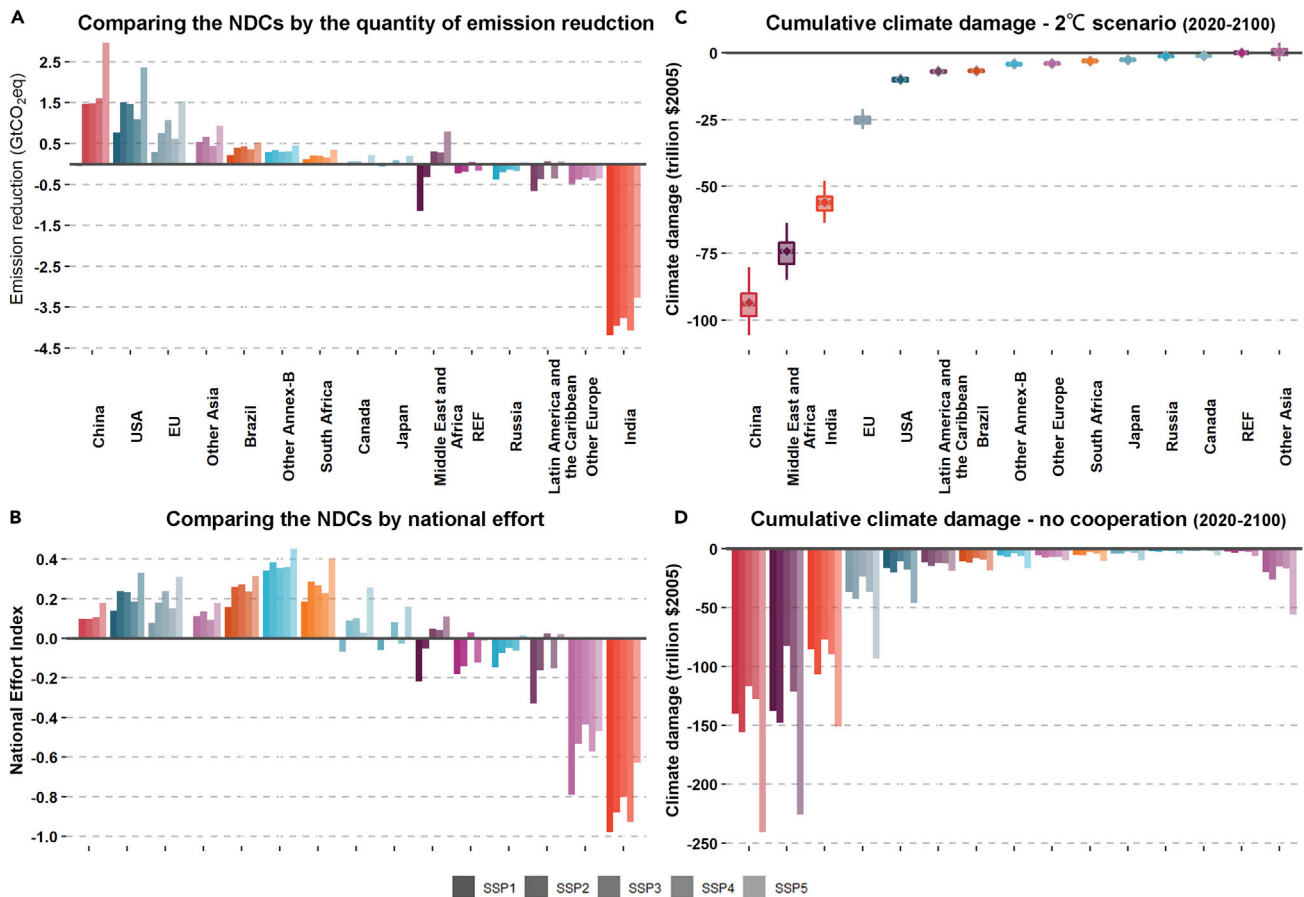 A
Comparing the NDCs by the quantity of emission reudction
Emission reduction (GtCO₂eq)
2.5
1.5
0.5
-0.5
-1.5
-2.5
-3.5
-4.5
China
USA
EU
Other Asia
Brazil
Other Annex-B
South Africa
Canada
Japan
Middle East and
Africa
REF
Russia
Latin America and
the Caribbean
Other Europe
India
C
Cumulative climate damage - 2℃ scenario (2020-2100)
Climate damage (trillion $2005)
0
-25
-50
-75
-100
China
Middle East and
Africa
India
EU
USA
Latin America and
the Caribbean
Brazil
Other Annex-B
Other Europe
South Africa
Japan
Russia
Canada
REF
Other Asia
B
Comparing the NDCs by national effort
National Effort Index
0.4
0.2
0.0
-0.2
-0.4
-0.6
-0.8
-1.0
D
Cumulative climate damage - no cooperation (2020-2100)
Climate damage (trillion $2005)
0
-50
-100
-150
-200
-250
SSP1 SSP2 SSP3 SSP4 SSP5